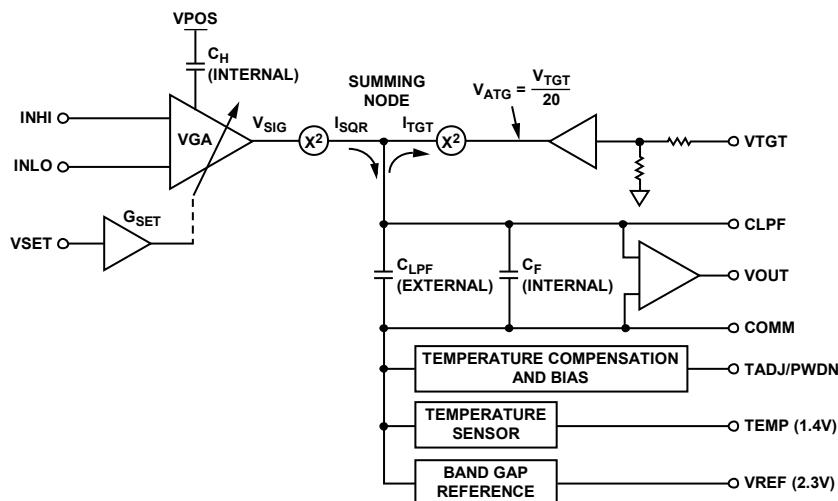 VPOS
C_H
(INTERNAL)
SUMMING
NODE
V_ATG = V_TGT
20
INHI
VGA
V_SIG
X²
I_SQR
I_TGT
X²
VTGT
INLO
G_SET
VSET
CLPF
C_LPF
(EXTERNAL)
C_F
(INTERNAL)
VOUT
COMM
TEMPERATURE COMPENSATION
AND BIAS
TADJ/PWDN
TEMPERATURE
SENSOR
TEMP (1.4V)
BAND GAP
REFERENCE
VREF (2.3V)